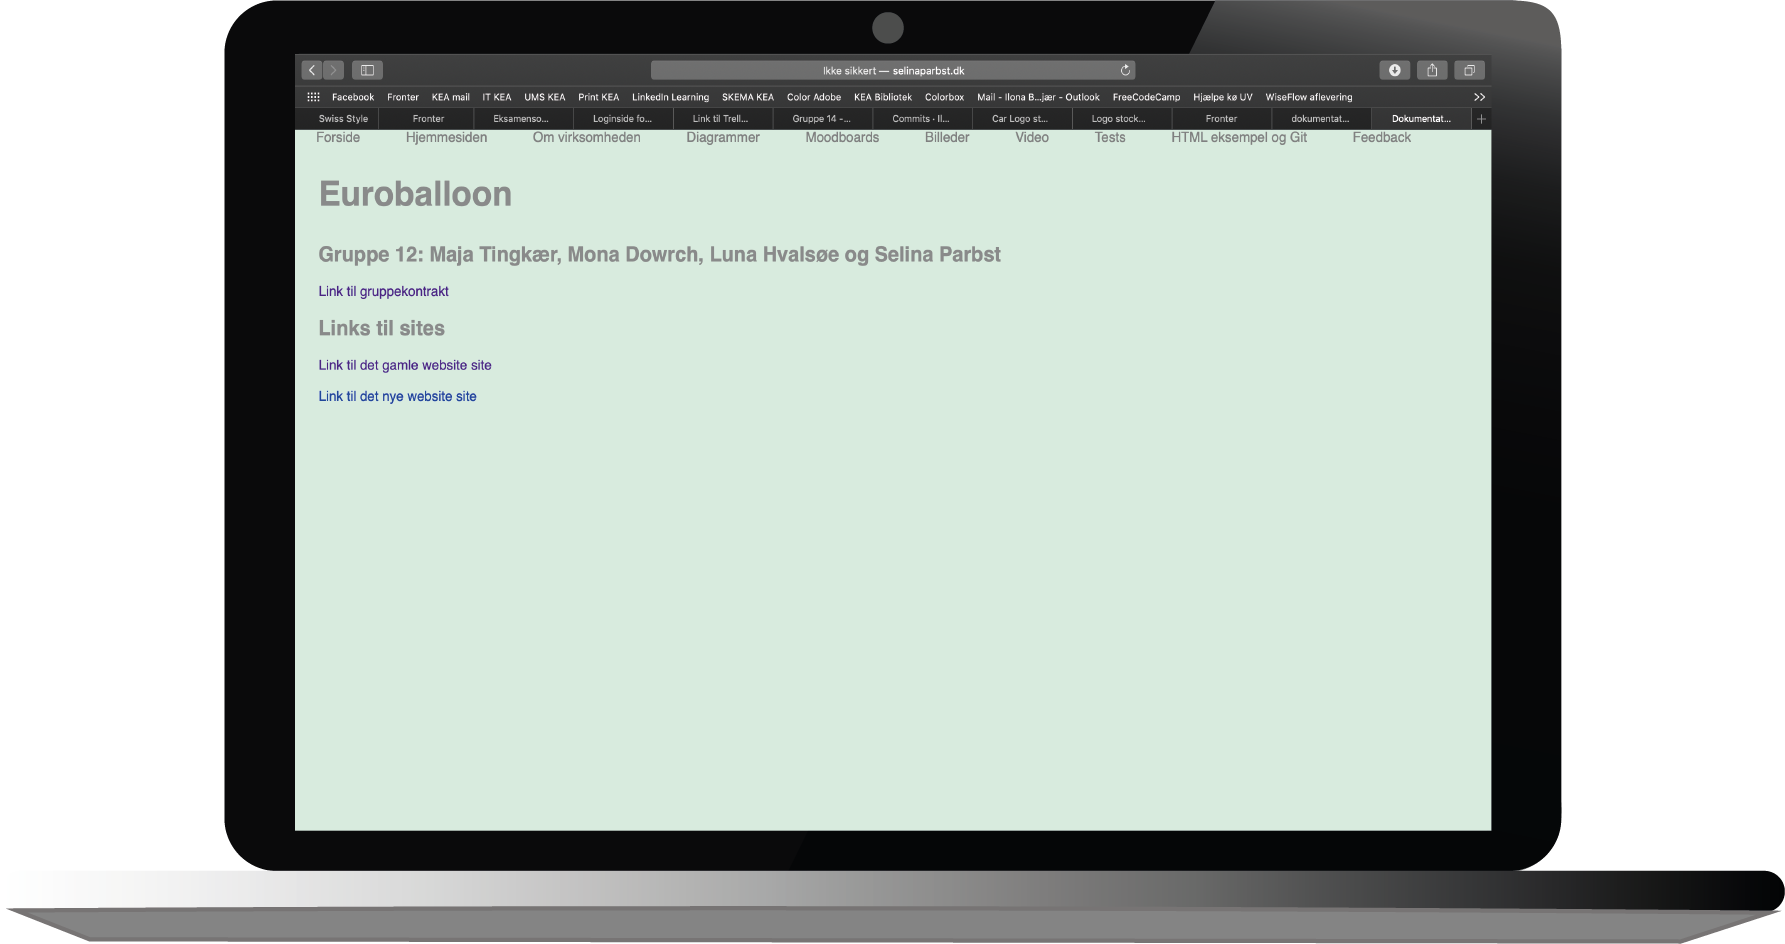 Ikke sikkert — selinaparbst.dk
Facebook Fronter KEA mail IT KEA UMS KEA Print KEA LinkedIn Learning SKEMA KEA Color Adobe KEA Bibliotek Colorbox Mail - Ilona B...jær - Outlook FreeCodeCamp Hjælpe kø UV WiseFlow aflevering
Swiss Style Fronter Eksamenso... Loginside fo... Link til Trell... Gruppe 14 -... Commits · Il... Car Logo st... Logo stock... Fronter dokumentat... Dokumentat...
Forside Hjemmesiden Om virksomheden Diagrammer Moodboards Billeder Video Tests HTML eksempel og Git Feedback
Euroballoon
Gruppe 12: Maja Tingkær, Mona Dowrch, Luna Hvalsøe og Selina Parbst
Link til gruppekontrakt
Links til sites
Link til det gamle website site
Link til det nye website site